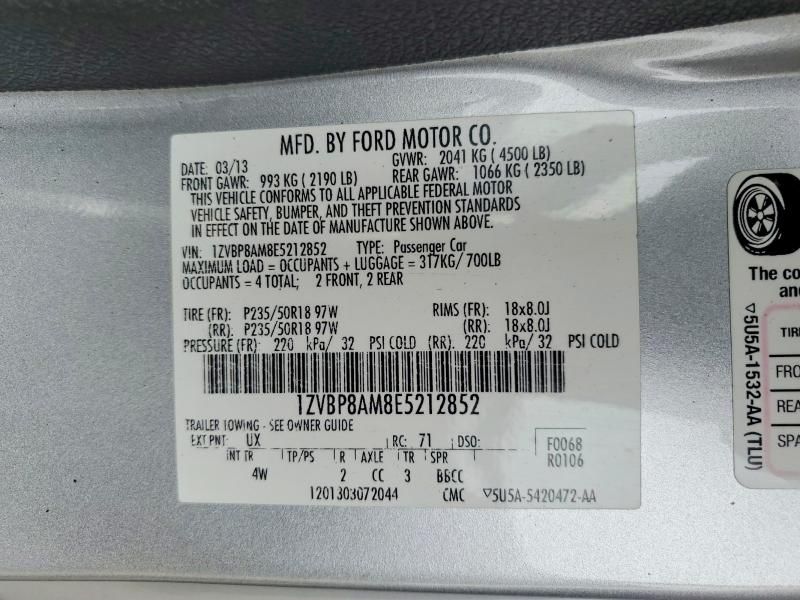 MFD. BY FORD MOTOR CO.
DATE: 03/13 GVWR: 2041 KG ( 4500 LB)
FRONT GAWR: 993 KG ( 2190 LB) REAR GAWR: 1066 KG ( 2350 LB)
THIS VEHICLE CONFORMS TO ALL APPLICABLE FEDERAL MOTOR
VEHICLE SAFETY, BUMPER, AND THEFT PREVENTION STANDARDS
IN EFFECT ON THE DATE OF MANUFACTURE SHOWN ABOVE.
VIN: 1ZVBP8AM8E5212852 TYPE: Passenger Car
MAXIMUM LOAD = OCCUPANTS + LUGGAGE = 317KG/ 700LB
OCCUPANTS = 4 TOTAL; 2 FRONT, 2 REAR
TIRE (FR): P235/50R18 97W RIMS (FR): 18x8.0J
(RR): P235/50R18 97W (RR): 18x8.0J
PRESSURE (FR): 220 kPa/ 32 PSI COLD (RR): 220 kPa/ 32 PSI COLD
1ZVBP8AM8E5212852
TRAILER TOWING - SEE OWNER GUIDE
EXT PNT: UX RC: 71 DSO: F0068
R0106
INT TR TP/PS R AXLE TR SPR
4W 2 CC 3 BBCC
1201303072044 CMC ▽5U5A-5420472-AA
The co
an
▽5U5A-1532-AA (TLU)
TIR
FRO
REA
SPA